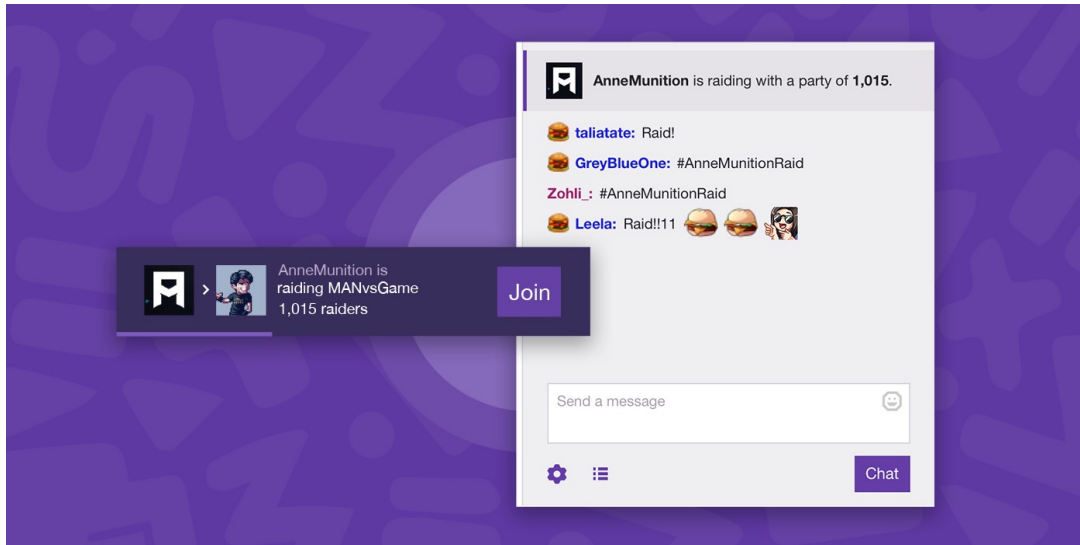 AnneMunition is raiding with a party of 1,015.
taliatate: Raid!
GreyBlueOne: #AnneMunitionRaid
Zohli_: #AnneMunitionRaid
Leela: Raid!!11
AnneMunition is
raiding MANvsGame
1,015 raiders
Join
Send a message
Chat